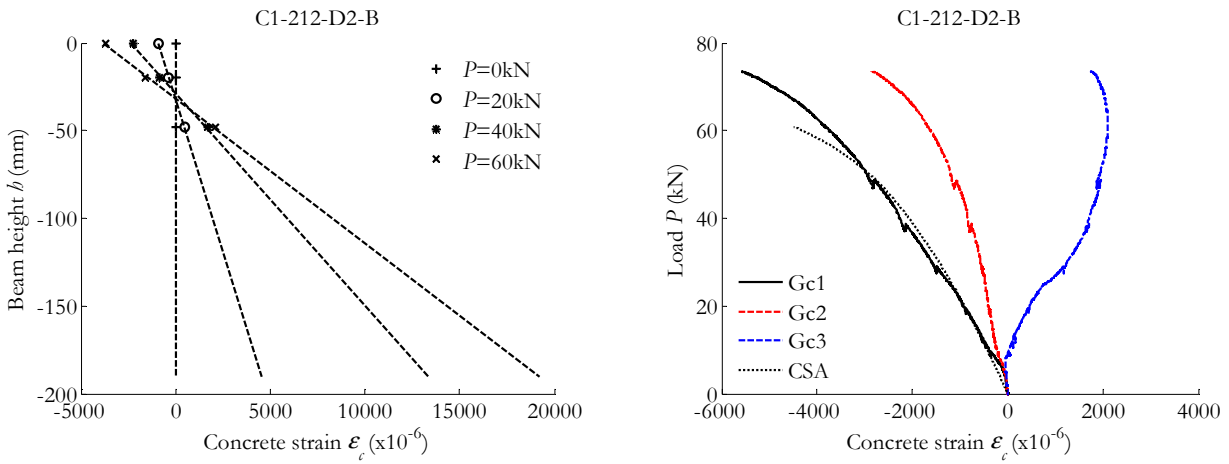 C1-212-D2-B
Beam height h (mm)
0
-50
-100
-150
-200
-5000 0 5000 10000 15000 20000
Concrete strain ε_c (x10^-6)
P=0kN
P=20kN
P=40kN
P=60kN
C1-212-D2-B
Load P (kN)
80
60
40
20
0
-6000 -4000 -2000 0 2000 4000
Concrete strain ε_c (x10^-6)
Gc1
Gc2
Gc3
CSA